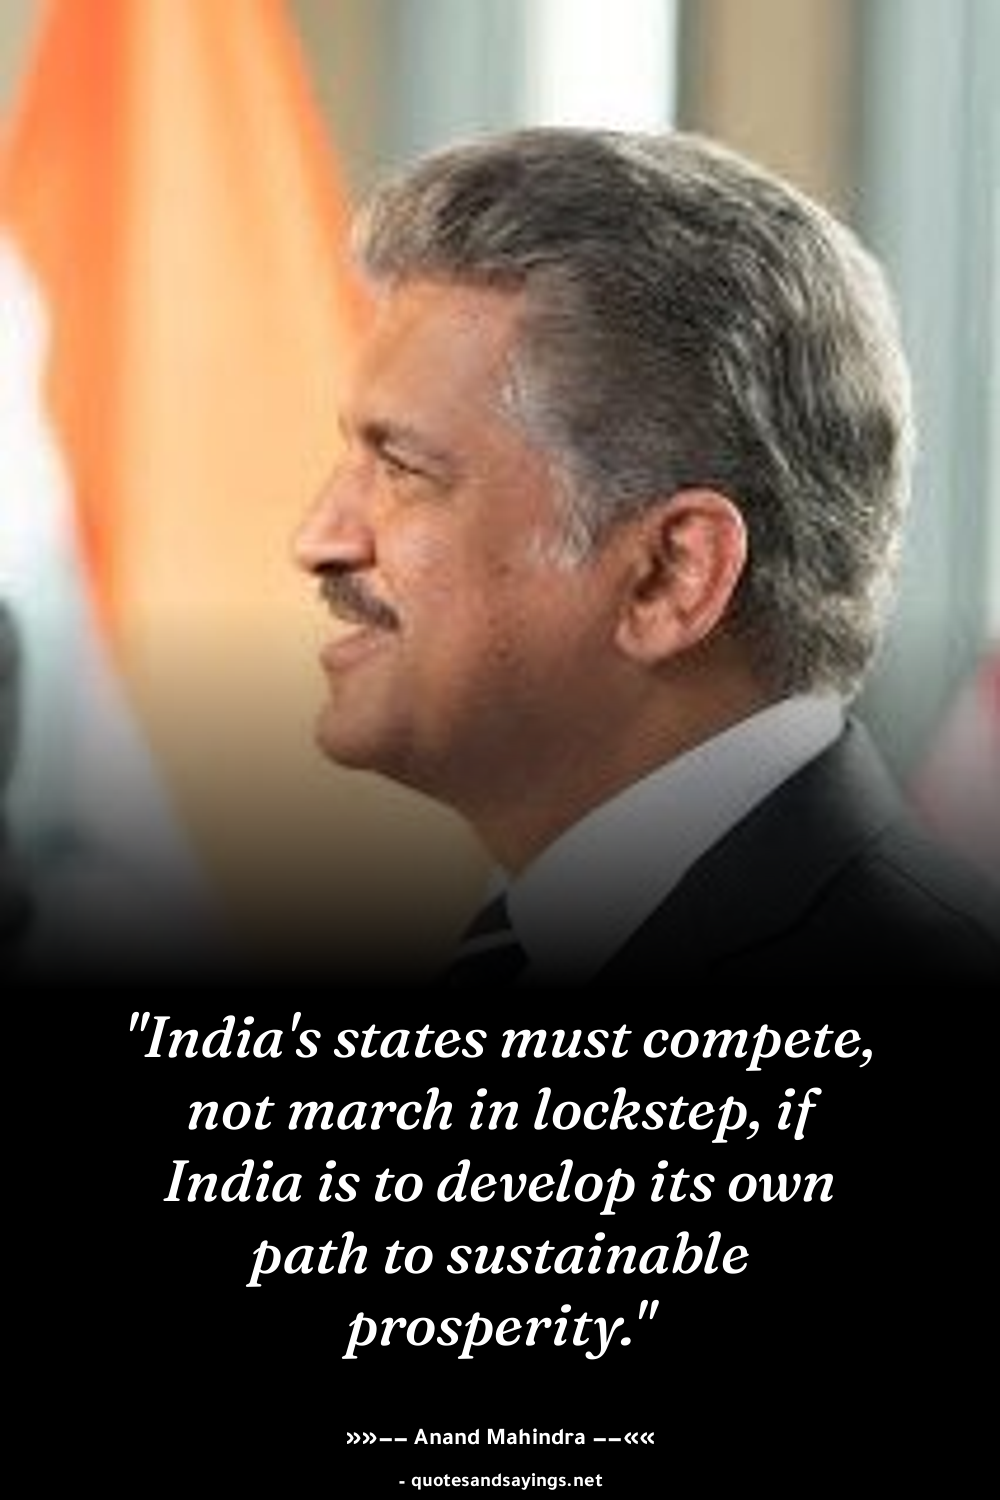 "India's states must compete,
not march in lockstep, if
India is to develop its own
path to sustainable
prosperity."
»»–– Anand Mahindra ––««
- quotesandsayings.net